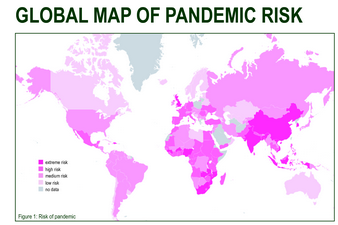 GLOBAL MAP OF PANDEMIC RISK
extreme risk
high risk
medium risk
low risk
no data
Figure 1: Risk of pandemic